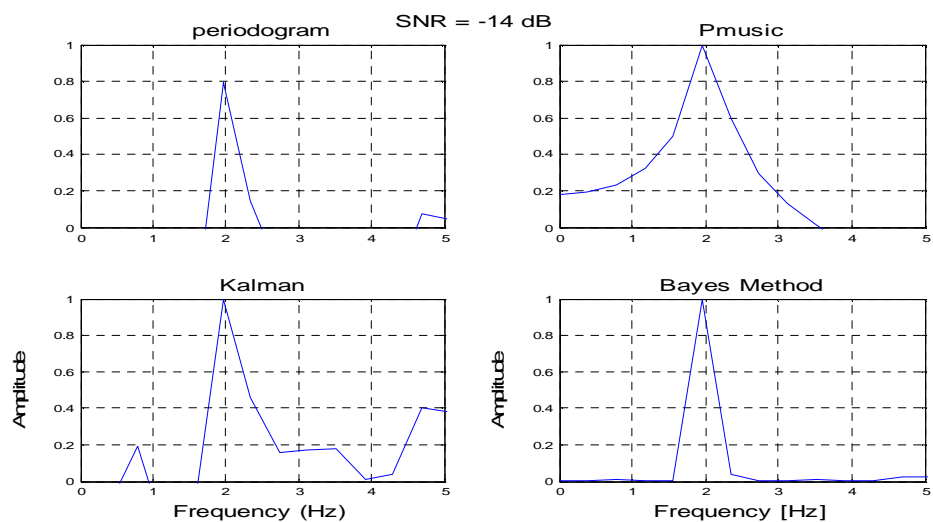 SNR = -14 dB
periodogram
Pmusic
1
0.8
0.6
0.4
0.2
0
0 1 2 3 4 5
1
0.8
0.6
0.4
0.2
0
0 1 2 3 4 5
Kalman
Bayes Method
Amplitude
1
0.8
0.6
0.4
0.2
0
0 1 2 3 4 5
Frequency (Hz)
Amplitude
1
0.8
0.6
0.4
0.2
0
0 1 2 3 4 5
Frequency [Hz]